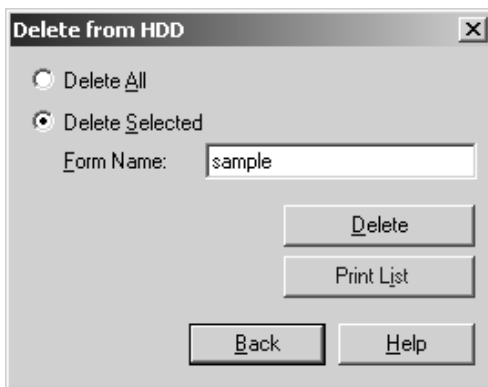 Delete from HDD
Delete All
Delete Selected
Form Name: sample
Delete
Print List
Back Help